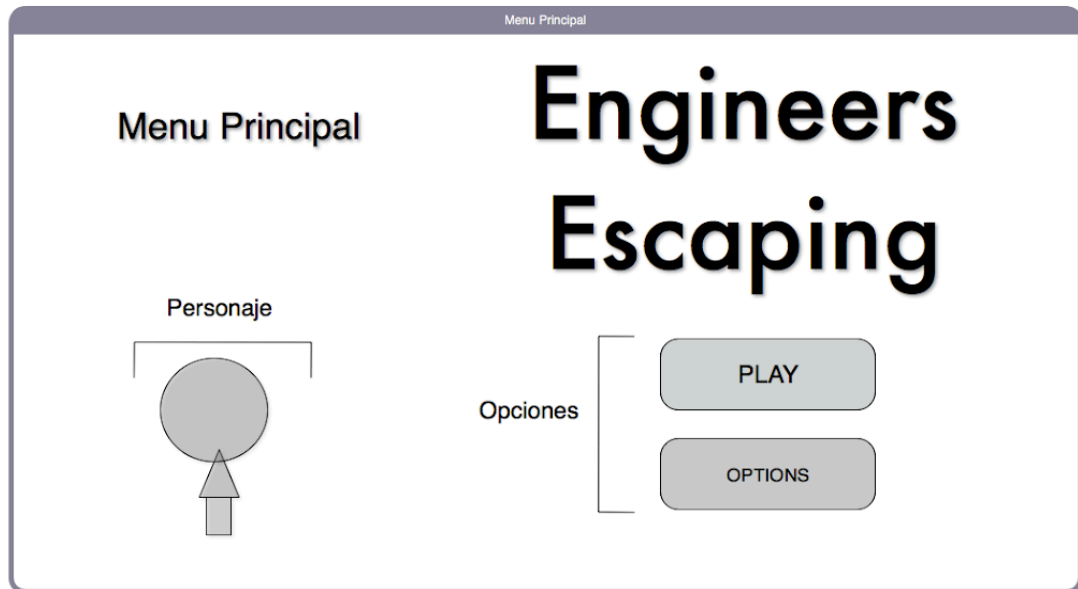 Menu Principal
Menu Principal
Engineers
Escaping
Personaje
Opciones
PLAY
OPTIONS